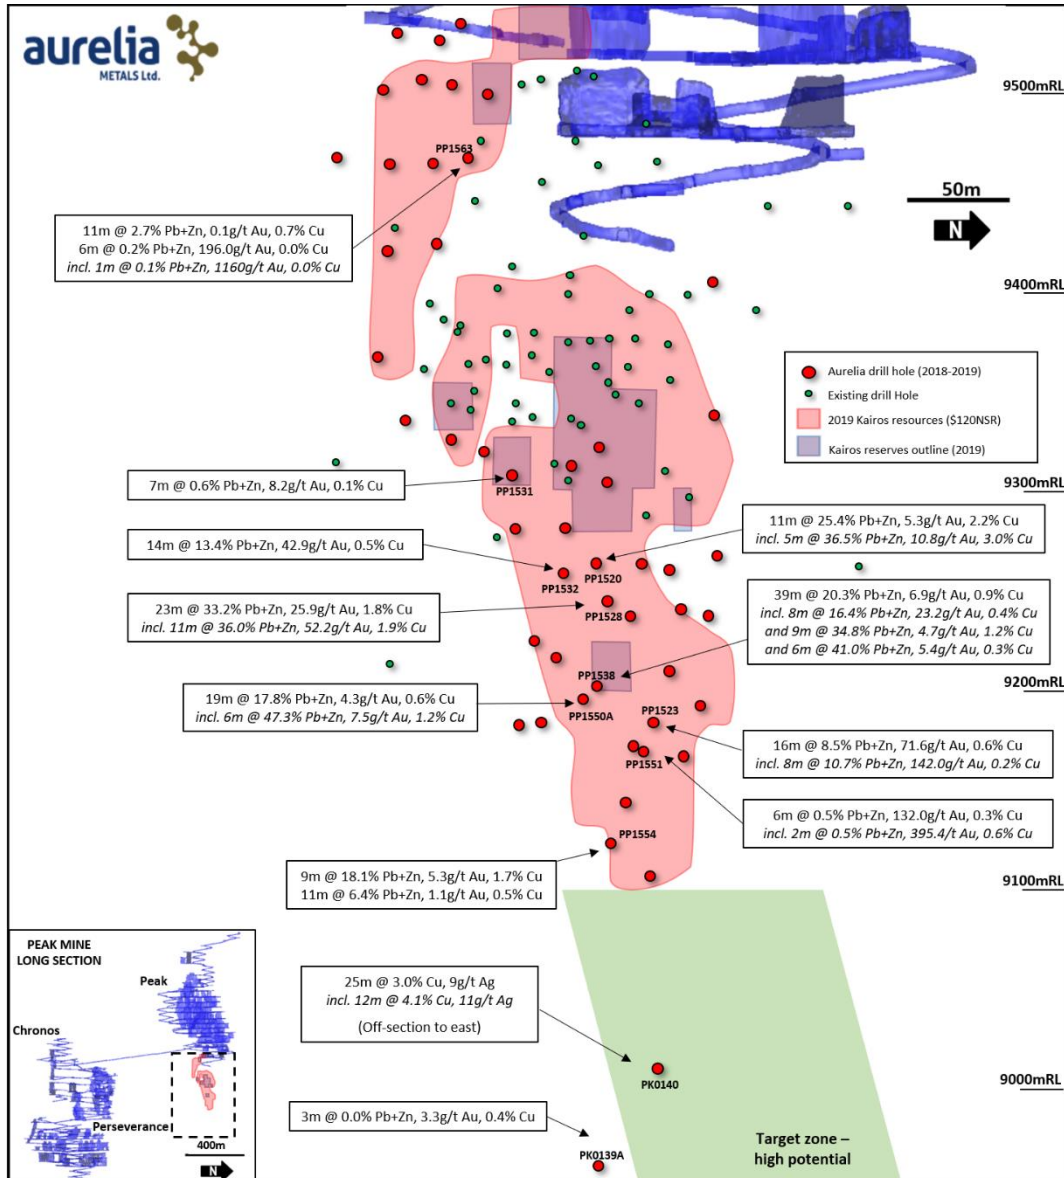 aurelia
METALS Ltd.
9500mRL
PP1563
50m
N
11m @ 2.7% Pb+Zn, 0.1g/t Au, 0.7% Cu
6m @ 0.2% Pb+Zn, 196.0g/t Au, 0.0% Cu
incl. 1m @ 0.1% Pb+Zn, 1160g/t Au, 0.0% Cu
9400mRL
Aurelia drill hole (2018-2019)
Existing drill Hole
2019 Kairos resources ($120NSR)
Kairos reserves outline (2019)
7m @ 0.6% Pb+Zn, 8.2g/t Au, 0.1% Cu
PP1531
9300mRL
11m @ 25.4% Pb+Zn, 5.3g/t Au, 2.2% Cu
incl. 5m @ 36.5% Pb+Zn, 10.8g/t Au, 3.0% Cu
14m @ 13.4% Pb+Zn, 42.9g/t Au, 0.5% Cu
PP1520
PP1532
39m @ 20.3% Pb+Zn, 6.9g/t Au, 0.9% Cu
incl. 8m @ 16.4% Pb+Zn, 23.2g/t Au, 0.4% Cu
and 9m @ 34.8% Pb+Zn, 4.7g/t Au, 1.2% Cu
and 6m @ 41.0% Pb+Zn, 5.4g/t Au, 0.3% Cu
23m @ 33.2% Pb+Zn, 25.9g/t Au, 1.8% Cu
incl. 11m @ 36.0% Pb+Zn, 52.2g/t Au, 1.9% Cu
PP1528
PP1538
9200mRL
19m @ 17.8% Pb+Zn, 4.3g/t Au, 0.6% Cu
incl. 6m @ 47.3% Pb+Zn, 7.5g/t Au, 1.2% Cu
PP1550A
PP1523
16m @ 8.5% Pb+Zn, 71.6g/t Au, 0.6% Cu
incl. 8m @ 10.7% Pb+Zn, 142.0g/t Au, 0.2% Cu
PP1551
6m @ 0.5% Pb+Zn, 132.0g/t Au, 0.3% Cu
incl. 2m @ 0.5% Pb+Zn, 395.4/t Au, 0.6% Cu
PP1554
9m @ 18.1% Pb+Zn, 5.3g/t Au, 1.7% Cu
11m @ 6.4% Pb+Zn, 1.1g/t Au, 0.5% Cu
9100mRL
PEAK MINE
LONG SECTION
Peak
Chronos
Perseverance
400m
N
25m @ 3.0% Cu, 9g/t Ag
incl. 12m @ 4.1% Cu, 11g/t Ag
(Off-section to east)
PK0140
9000mRL
3m @ 0.0% Pb+Zn, 3.3g/t Au, 0.4% Cu
PK0139A
Target zone –
high potential